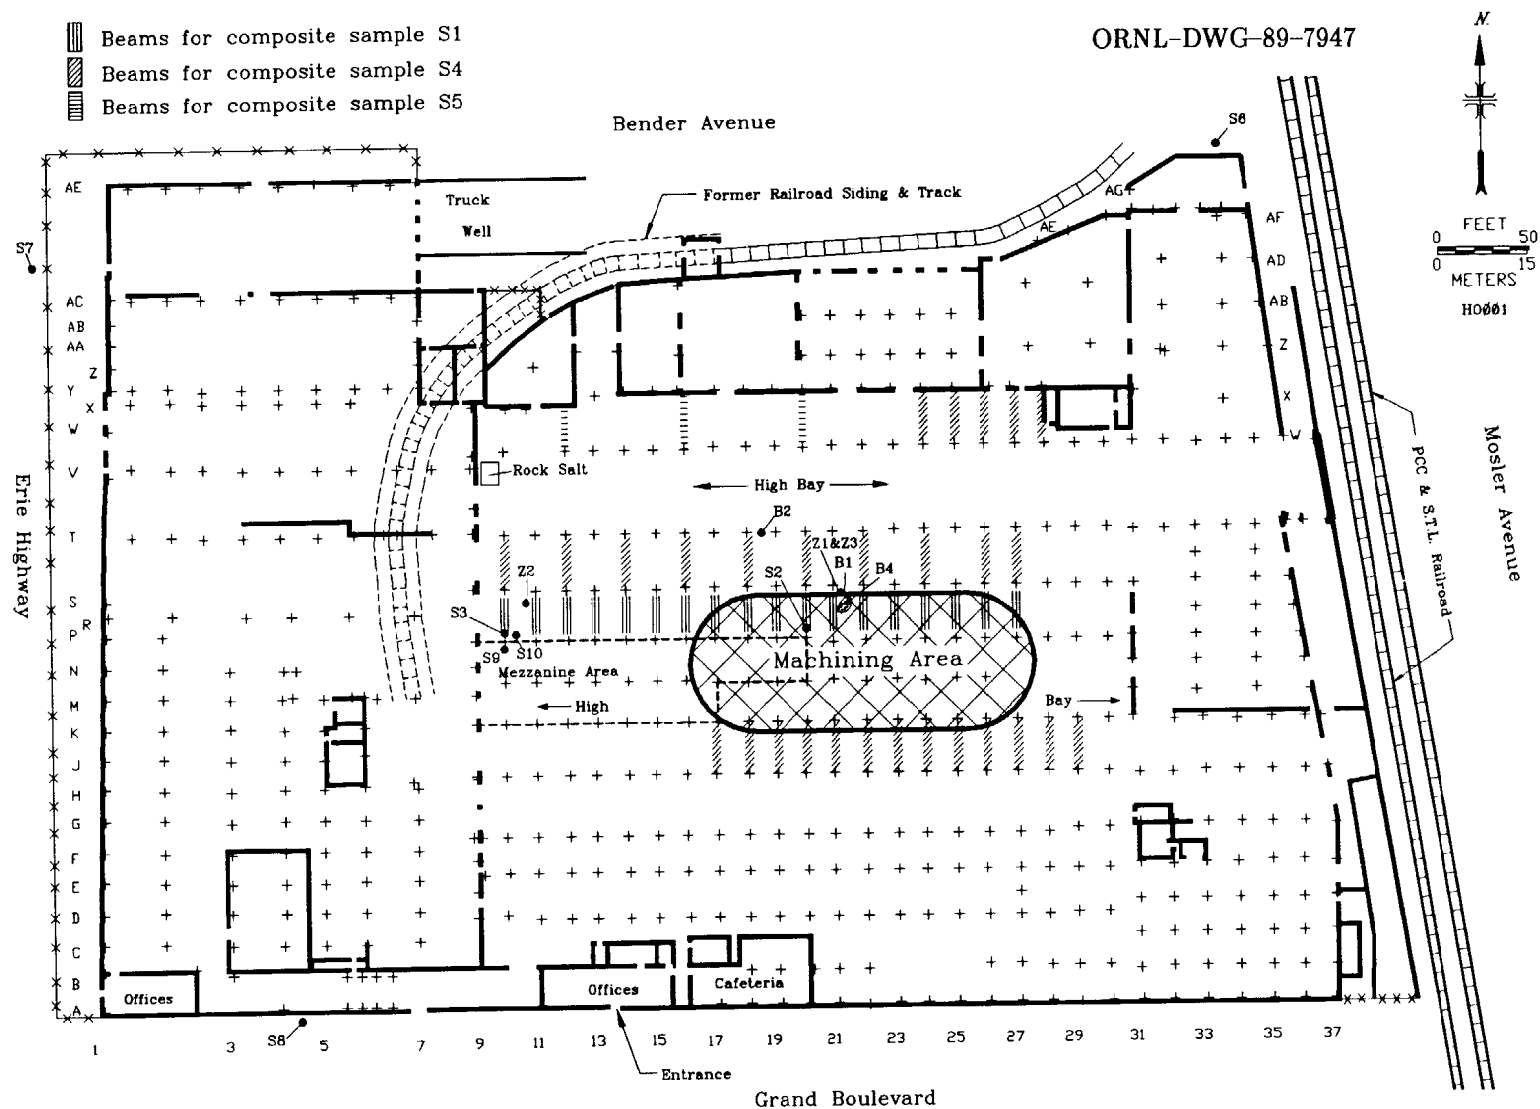 Beams for composite sample S1
Beams for composite sample S4
Beams for composite sample S5
ORNL-DWG-89-7947
N
Bender Avenue
S6
FEET
0 50
0 15
METERS
H0001
Truck
Well
Former Railroad Siding & Track
AG
AE
AF
AD
AB
Z
X
W
S7
AE
AC
AB
AA
Z
Y
X
W
V
T
S
R
P
N
M
K
J
H
G
F
E
D
C
B
A
Erie Highway
Rock Salt
High Bay
B2
Z1&Z3
B1
B4
S2
Z2
S3
S9
S10
Mezzanine Area
Machining Area
High
Bay
PCC & S.T.L. Railroad
Mosler Avenue
Offices
Offices
Cafeteria
S8
1 3 5 7 9 11 13 15 17 19 21 23 25 27 29 31 33 35 37
Entrance
Grand Boulevard